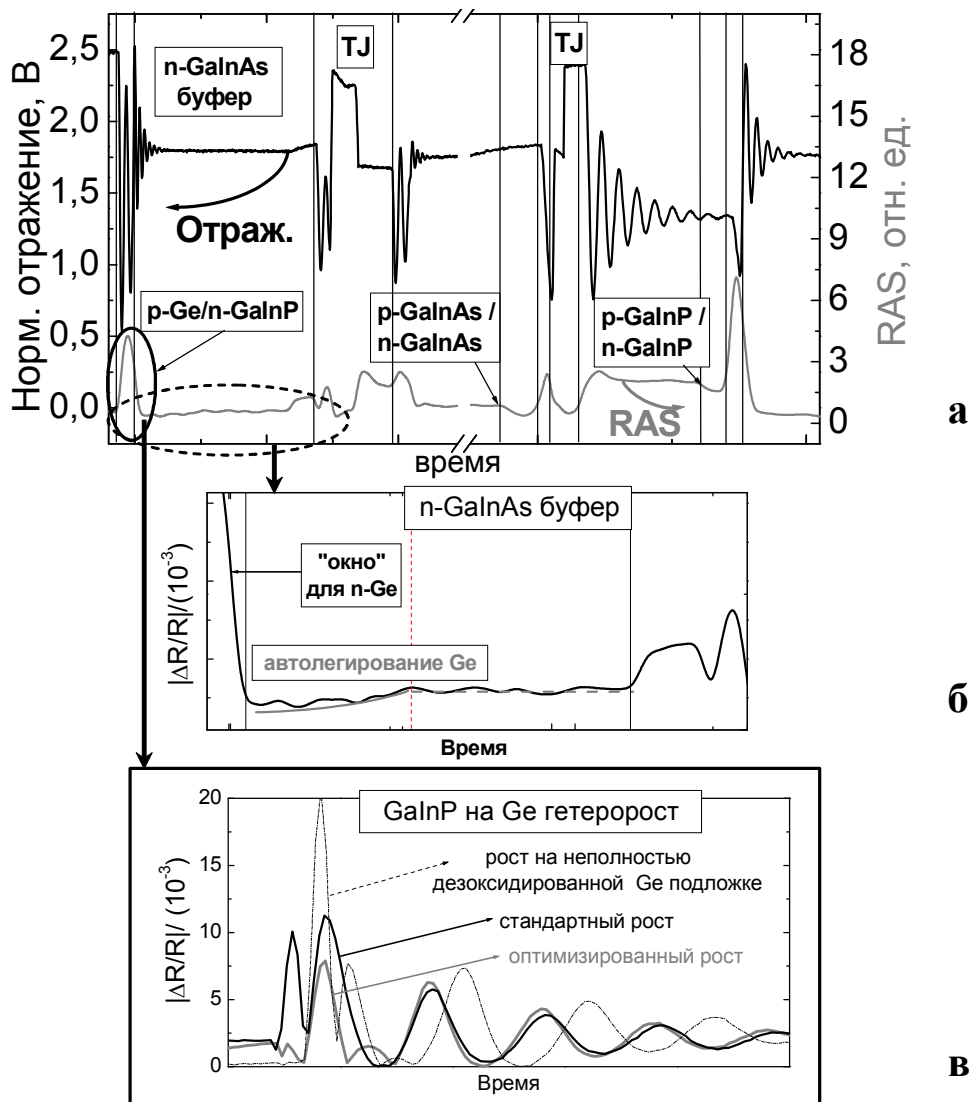 Норм. отражение, В
2,5
2,0
1,5
1,0
0,5
0,0
n-GaInAs
буфер
TJ
TJ
Отраж.
p-Ge/n-GaInP
p-GaInAs /
n-GaInAs
p-GaInP /
n-GaInP
RAS
18
15
12
9
6
3
0
RAS, отн. ед.
время
а
n-GaInAs буфер
|ΔR/R|/(10⁻³)
"окно"
для n-Ge
автолегирование Ge
Время
б
GaInP на Ge гетеророст
|ΔR/R|/ (10⁻³)
20
15
10
5
0
рост на неполностью
дезоксидированной Ge подложке
стандартный рост
оптимизированный рост
Время
в